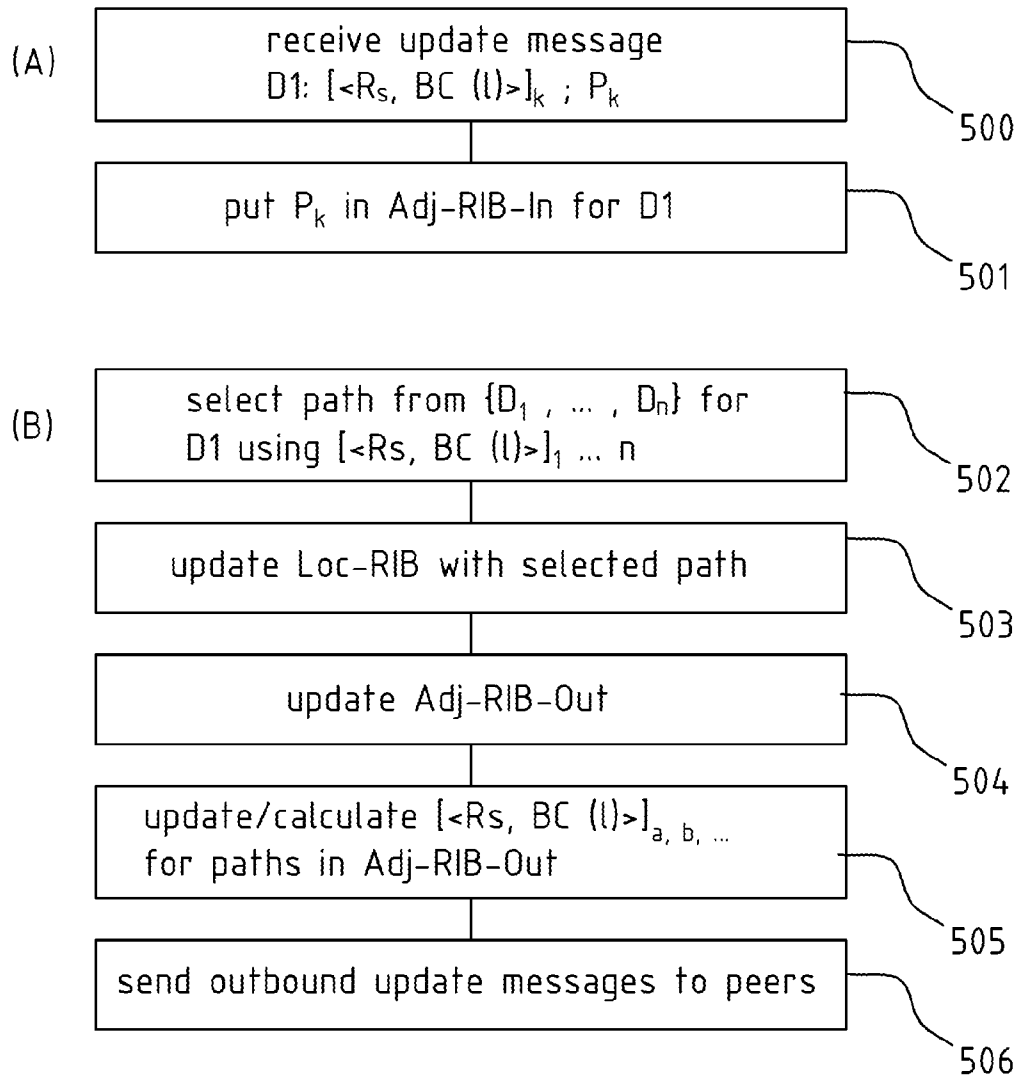 (A)
receive update message
D1: [<Rs, BC (l)>]k ; Pk
500
put Pk in Adj-RIB-In for D1
501
(B)
select path from {D1 , ... , Dn} for
D1 using [<Rs, BC (l)>]1 ... n
502
update Loc-RIB with selected path
503
update Adj-RIB-Out
504
update/calculate [<Rs, BC (l)>]a, b, ...
for paths in Adj-RIB-Out
505
send outbound update messages to peers
506